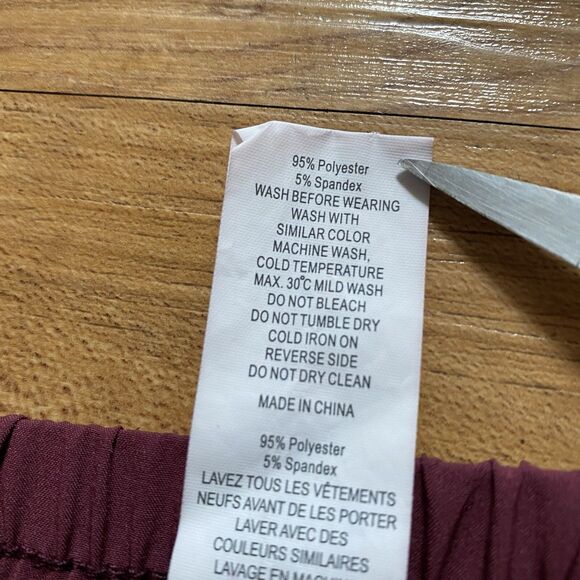 95% Polyester
5% Spandex
WASH BEFORE WEARING
WASH WITH
SIMILAR COLOR
MACHINE WASH,
COLD TEMPERATURE
MAX. 30°C MILD WASH
DO NOT BLEACH
DO NOT TUMBLE DRY
COLD IRON ON
REVERSE SIDE
DO NOT DRY CLEAN
MADE IN CHINA
95% Polyester
5% Spandex
LAVEZ TOUS LES VÊTEMENTS
NEUFS AVANT DE LES PORTER
LAVER AVEC DES
COULEURS SIMILAIRES
LAVAGE EN